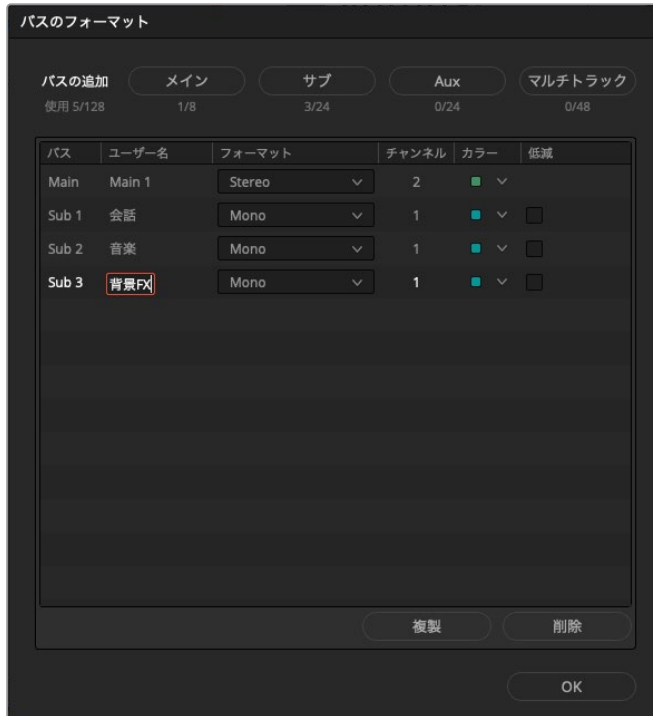 バスのフォーマット
バスの追加 メイン サブ Aux マルチトラック
使用 5/128 1/8 3/24 0/24 0/48
バス ユーザー名 フォーマット チャンネル カラー 低減
Main Main 1 Stereo 2
Sub 1 会話 Mono 1
Sub 2 音楽 Mono 1
Sub 3 背景FX Mono 1
複製 削除
OK